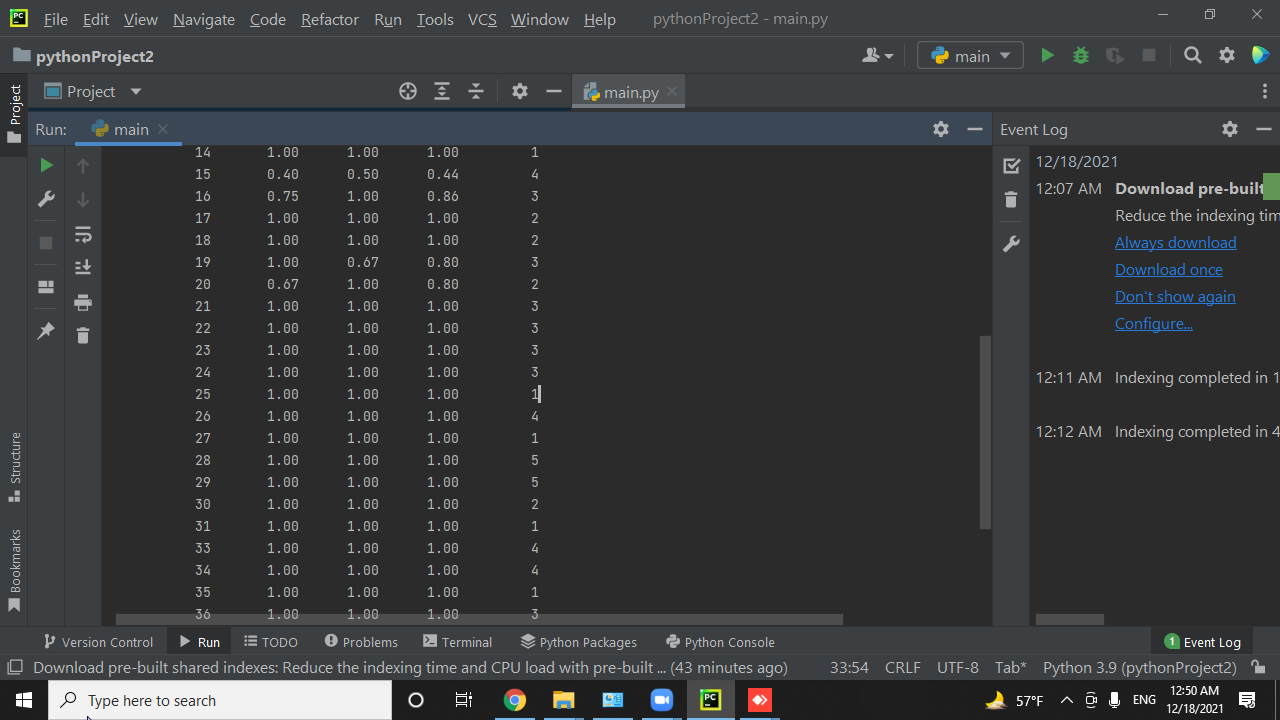 PC File Edit View Navigate Code Refactor Run Tools VCS Window Help pythonProject2 - main.py
pythonProject2 main
Project main.py
Project
Run: main Event Log
14 1.00 1.00 1.00 1
15 0.40 0.50 0.44 4
16 0.75 1.00 0.86 3
17 1.00 1.00 1.00 2
18 1.00 1.00 1.00 2
19 1.00 0.67 0.80 3
20 0.67 1.00 0.80 2
21 1.00 1.00 1.00 3
22 1.00 1.00 1.00 3
23 1.00 1.00 1.00 3
24 1.00 1.00 1.00 3
25 1.00 1.00 1.00 1
26 1.00 1.00 1.00 4
27 1.00 1.00 1.00 1
28 1.00 1.00 1.00 5
29 1.00 1.00 1.00 5
30 1.00 1.00 1.00 2
31 1.00 1.00 1.00 1
33 1.00 1.00 1.00 4
34 1.00 1.00 1.00 4
35 1.00 1.00 1.00 1
36 1.00 1.00 1.00 3
12/18/2021
12:07 AM Download pre-built
Reduce the indexing tim
Always download
Download once
Don't show again
Configure...
12:11 AM Indexing completed in 1
12:12 AM Indexing completed in 4
Structure
Bookmarks
Version Control Run TODO Problems Terminal Python Packages Python Console 1 Event Log
Download pre-built shared indexes: Reduce the indexing time and CPU load with pre-built ... (43 minutes ago) 33:54 CRLF UTF-8 Tab* Python 3.9 (pythonProject2)
Type here to search PC 57°F ENG 12:50 AM
12/18/2021